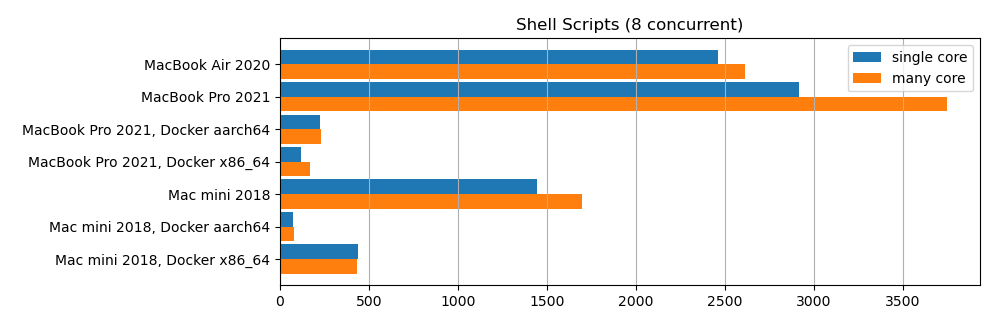 Shell Scripts (8 concurrent)
single core
many core
MacBook Air 2020
MacBook Pro 2021
MacBook Pro 2021, Docker aarch64
MacBook Pro 2021, Docker x86_64
Mac mini 2018
Mac mini 2018, Docker aarch64
Mac mini 2018, Docker x86_64
0 500 1000 1500 2000 2500 3000 3500